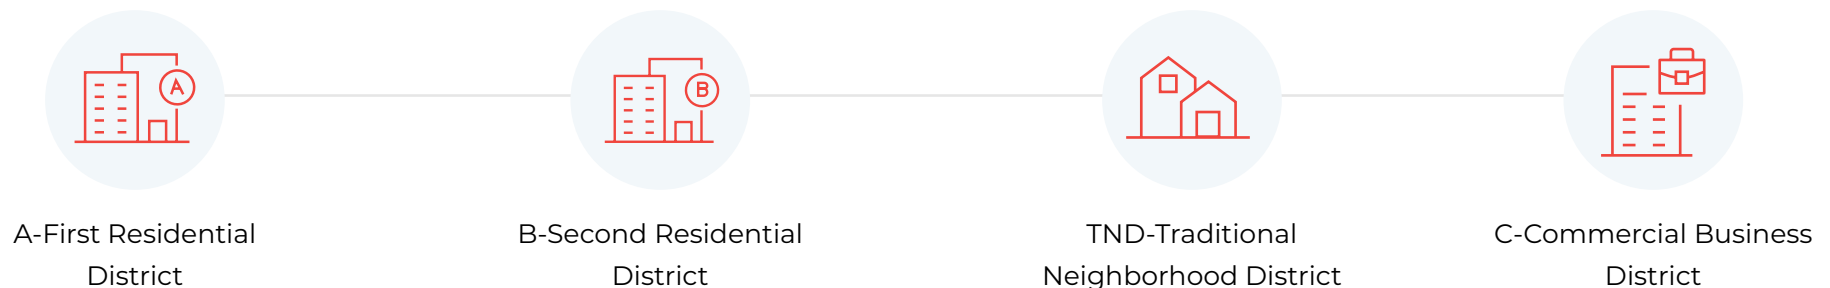 A
B
A-First Residential
District
B-Second Residential
District
TND-Traditional
Neighborhood District
C-Commercial Business
District